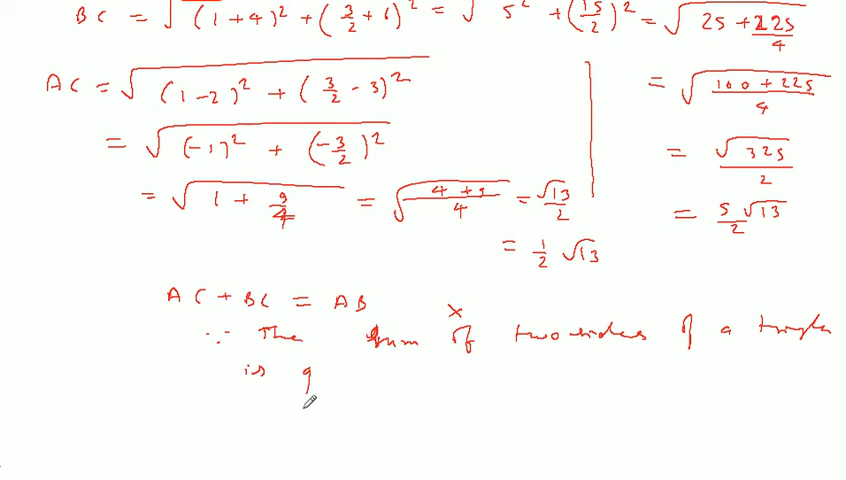 BC = √(1+4)² + (3/2+6)² = √5² + (15/2)² = √25 + 225/4
AC = √(1-2)² + (3/2-3)² = √(100+225)/4
= √(-1)² + (-3/2)² = √325/2
= √1 + 9/4 = √(4+9)/4 = √13/2 = 5/2 √13
= 1/2 √13
AC + BC = AB ×
∵ The sum of two sides of a triangle
is g